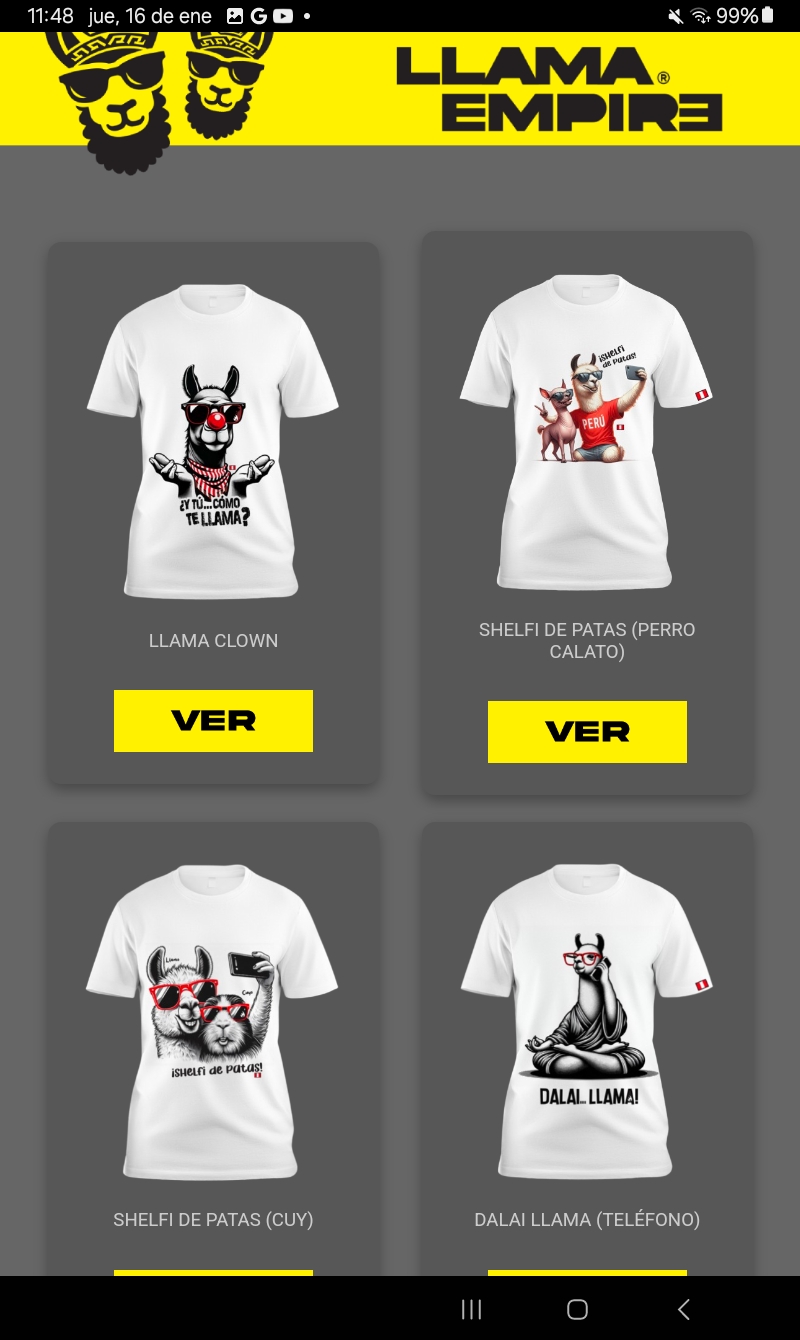 11:48 jue, 16 de ene
99%
LLAMA®
EMPIRE
¿Y TÚ...CÓMO
TE LLAMA?
LLAMA CLOWN
VER
¡SHELFI
de Patas!
PERÚ
SHELFI DE PATAS (PERRO
CALATO)
VER
Llama
Cuy
¡SHELFI de Patas!
SHELFI DE PATAS (CUY)
DALAI... LLAMA!
DALAI LLAMA (TELÉFONO)